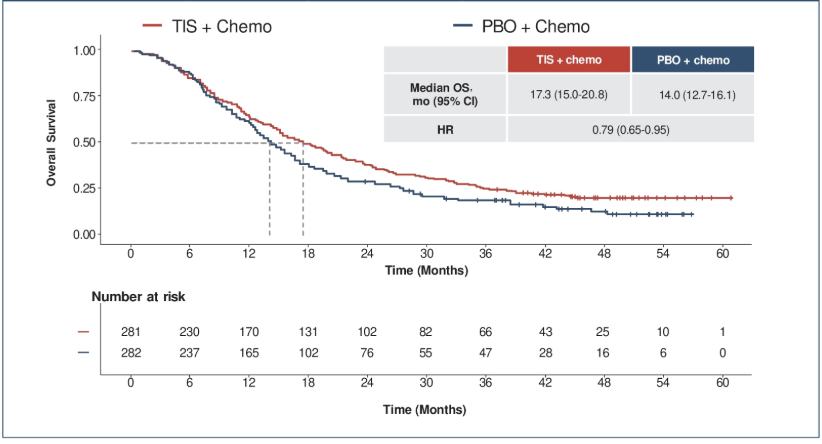 TIS + Chemo PBO + Chemo
TIS + chemo PBO + chemo
Median OS, mo (95% CI) 17.3 (15.0-20.8) 14.0 (12.7-16.1)
HR 0.79 (0.65-0.95)
Overall Survival
1.00
0.75
0.50
0.25
0.00
0 6 12 18 24 30 36 42 48 54 60
Time (Months)
Number at risk
281 230 170 131 102 82 66 43 25 10 1
282 237 165 102 76 55 47 28 16 6 0
0 6 12 18 24 30 36 42 48 54 60
Time (Months)